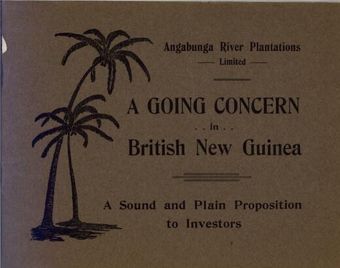 Angabunga River Plantations
Limited
A GOING CONCERN
. . in . .
British New Guinea
A Sound and Plain Proposition
to Investors